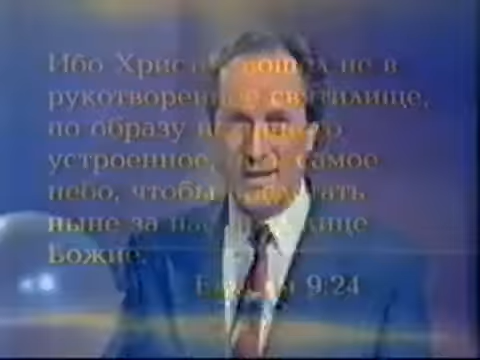 Ибо Христос вошел не в
рукотворенное святилище,
по образу истинного
устроенное, но в самое
небо, чтобы предстать
ныне за нас пред лице
Божие.
Евреям 9:24